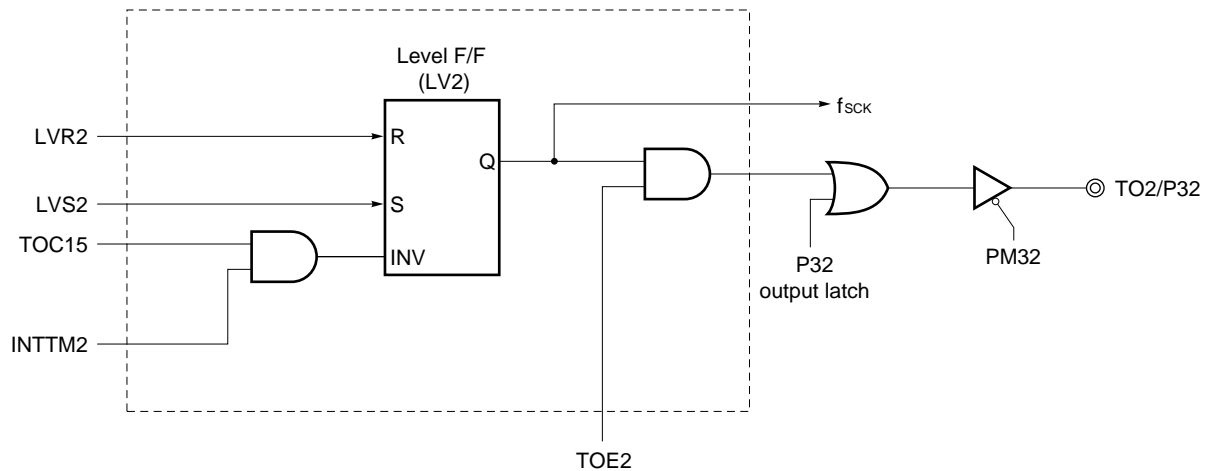 Level F/F
(LV2)
fSCK
LVR2
R
Q
TO2/P32
LVS2
S
TOC15
INV
P32
output latch
PM32
INTTM2
TOE2